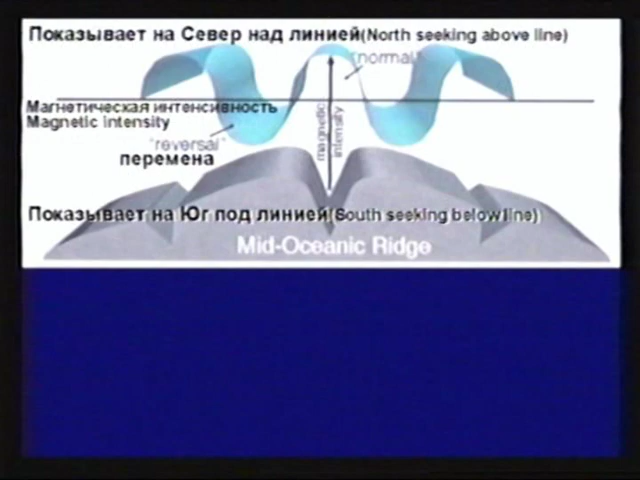 Показывает на Север над линией(North seeking above line)
"normal"
Магнетическая интенсивность
Magnetic intensity
"reversal"
перемена
magnetic
intensity
Показывает на Юг под линией(South seeking below line)
Mid-Oceanic Ridge